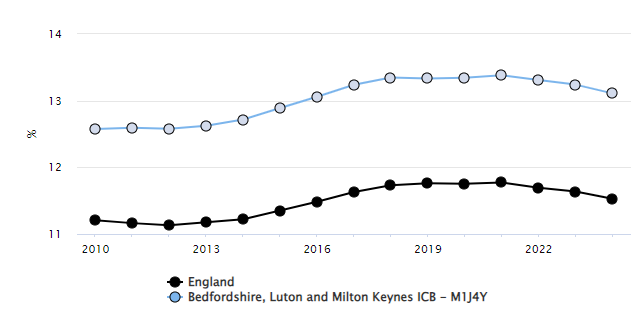 14
13
%
12
11
2010 2013 2016 2019 2022
England
Bedfordshire, Luton and Milton Keynes ICB - M1J4Y